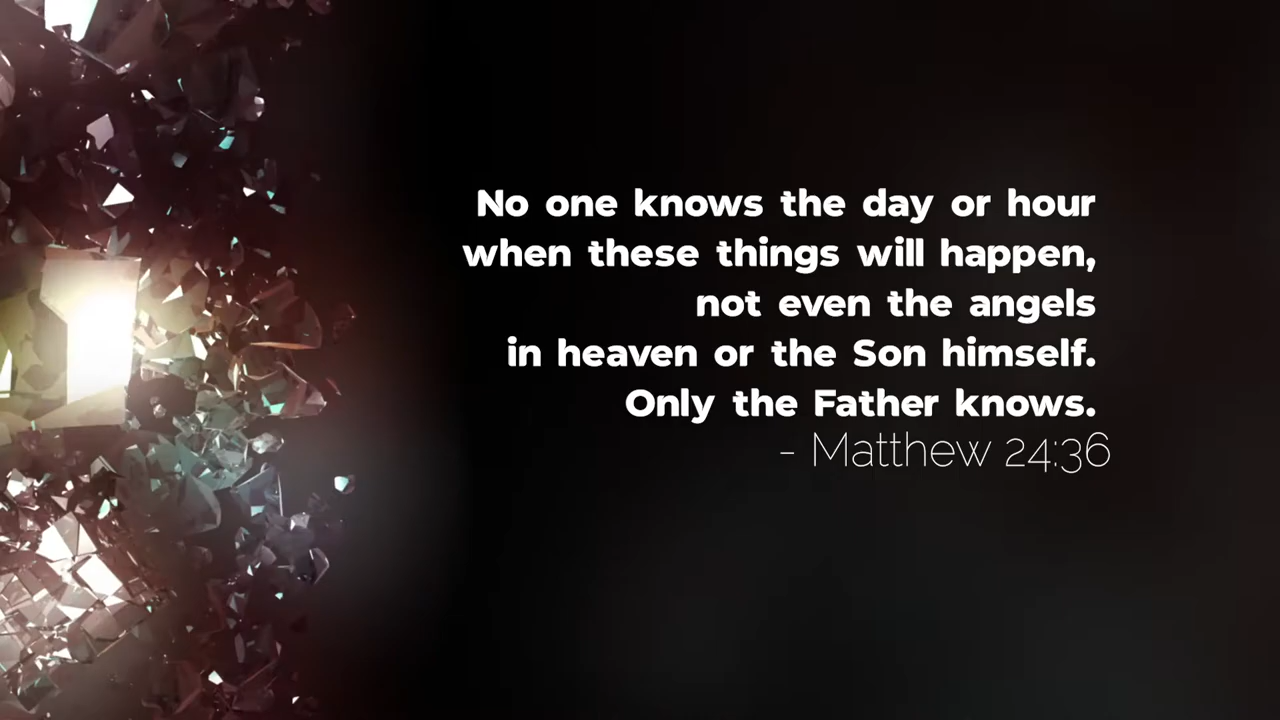 No one knows the day or hour
when these things will happen,
not even the angels
in heaven or the Son himself.
Only the Father knows.
- Matthew 24:36